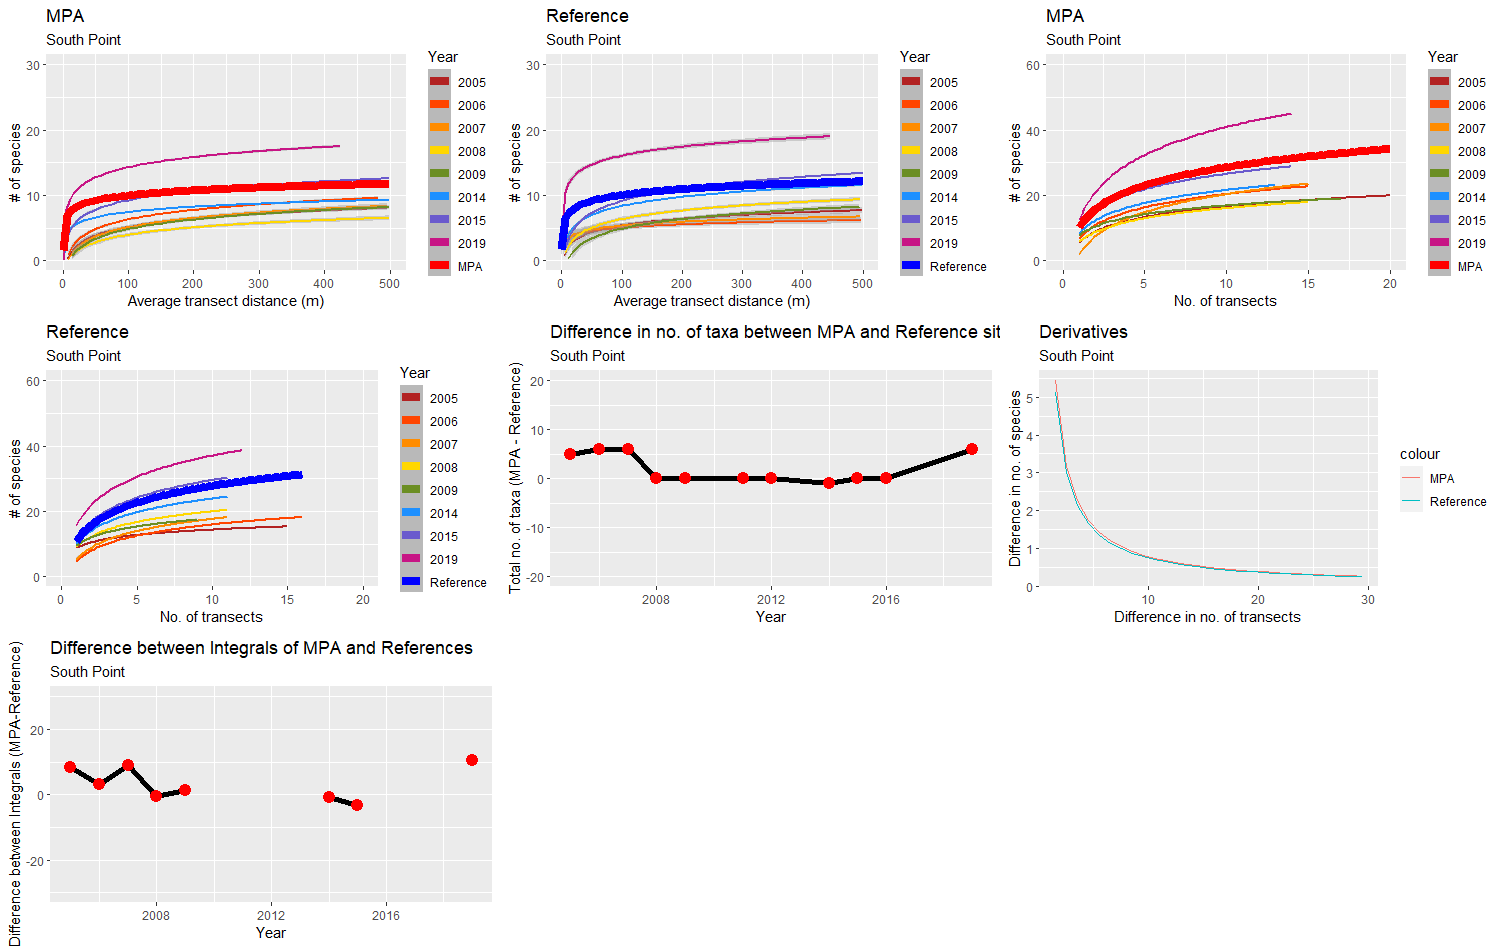 MPA
South Point
# of species
30
20
10
0
0 100 200 300 400 500
Average transect distance (m)
Year
2005
2006
2007
2008
2009
2014
2015
2019
MPA
Reference
South Point
# of species
30
20
10
0
0 100 200 300 400 500
Average transect distance (m)
Year
2005
2006
2007
2008
2009
2014
2015
2019
Reference
MPA
South Point
# of species
60
40
20
0
0 5 10 15 20
No. of transects
Year
2005
2006
2007
2008
2009
2014
2015
2019
MPA
Reference
South Point
# of species
60
40
20
0
0 5 10 15 20
No. of transects
Year
2005
2006
2007
2008
2009
2014
2015
2019
Reference
Difference in no. of taxa between MPA and Reference sit
South Point
Total no. of taxa (MPA - Reference)
20
10
0
-10
-20
2008 2012 2016
Year
Derivatives
South Point
Difference in no. of species
5
4
3
2
1
0
10 20 30
Difference in no. of transects
colour
MPA
Reference
Difference between Integrals of MPA and References
South Point
Difference between Integrals (MPA-Reference)
20
0
-20
2008 2012 2016
Year